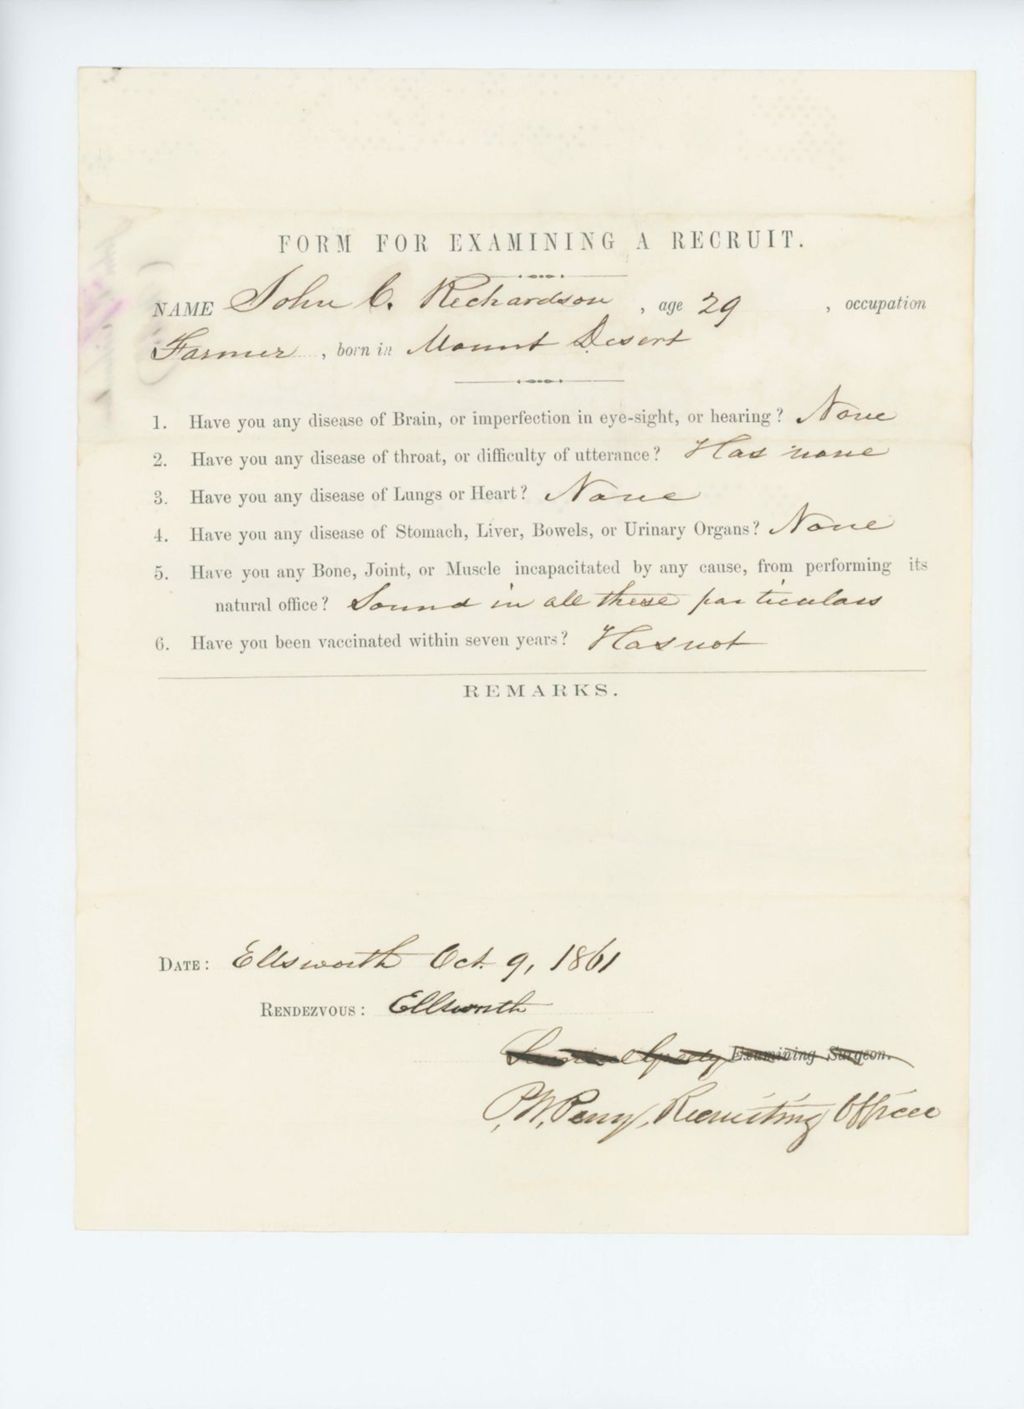 FORM FOR EXAMINING A RECRUIT.
NAME John C. Richardson, age 29, occupation
Farmer, born in Mount Desert
1. Have you any disease of Brain, or imperfection in eye-sight, or hearing? None
2. Have you any disease of throat, or difficulty of utterance? Has none
3. Have you any disease of Lungs or Heart? None
4. Have you any disease of Stomach, Liver, Bowels, or Urinary Organs? None
5. Have you any Bone, Joint, or Muscle incapacitated by any cause, from performing its
natural office? Sound in all these particulars
6. Have you been vaccinated within seven years? Has not
REMARKS.
DATE: Ellsworth Oct. 9, 1861
RENDEZVOUS: Ellsworth
Examining Surgeon.
P. W. Perry, Recruiting Officer